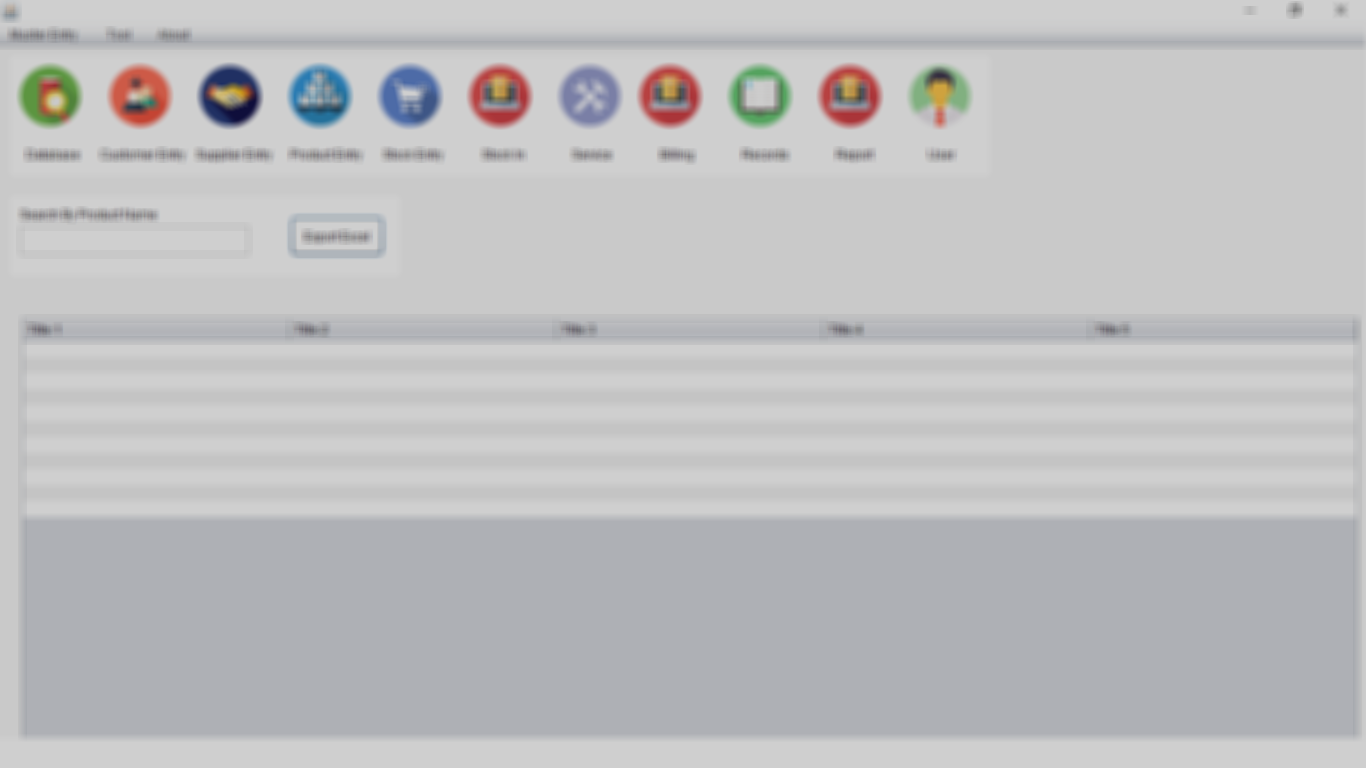 Master Entry Tool About
Database Customer Entry Supplier Entry Product Entry Stock Entry Stock In Service Billing Records Report User
Search By Product Name
Export Excel
Title 1 Title 2 Title 3 Title 4 Title 5